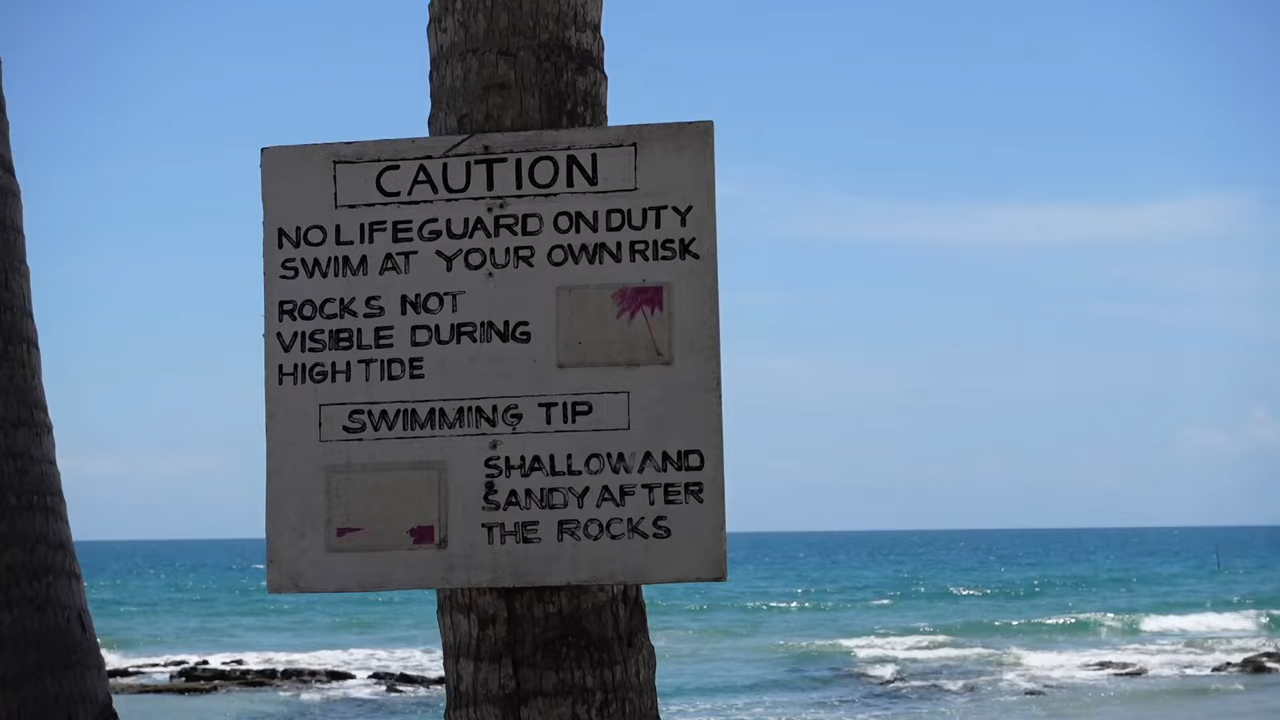 CAUTION
NO LIFEGUARD ON DUTY
SWIM AT YOUR OWN RISK
ROCKS NOT
VISIBLE DURING
HIGH TIDE
SWIMMING TIP
SHALLOW AND
SANDY AFTER
THE ROCKS